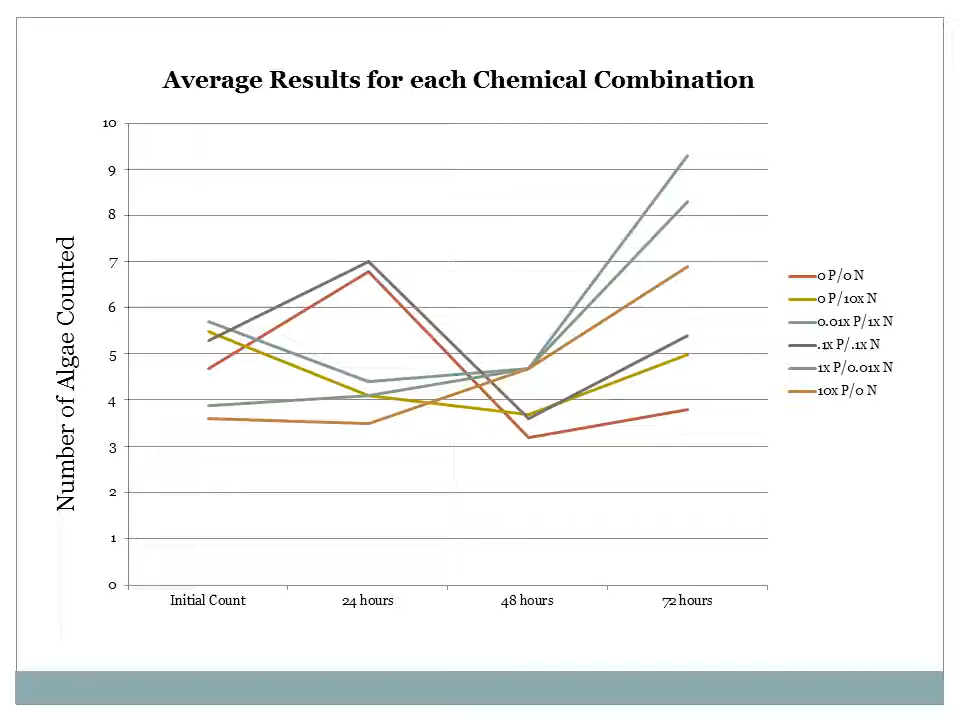 Average Results for each Chemical Combination
Number of Algae Counted
10
9
8
7
6
5
4
3
2
1
0
Initial Count
24 hours
48 hours
72 hours
0 P/0 N
0 P/10x N
0.01x P/1x N
.1x P/.1x N
1x P/0.01x N
10x P/0 N